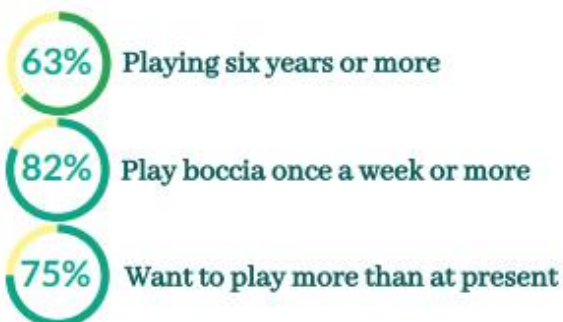 63% Playing six years or more
82% Play boccia once a week or more
75% Want to play more than at present